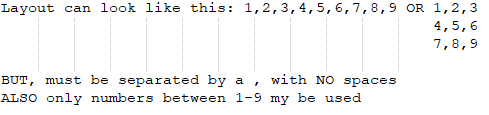 Layout can look like this: 1,2,3,4,5,6,7,8,9 OR 1,2,3
4,5,6
7,8,9
BUT, must be separated by a , with NO spaces
ALSO only numbers between 1-9 my be used